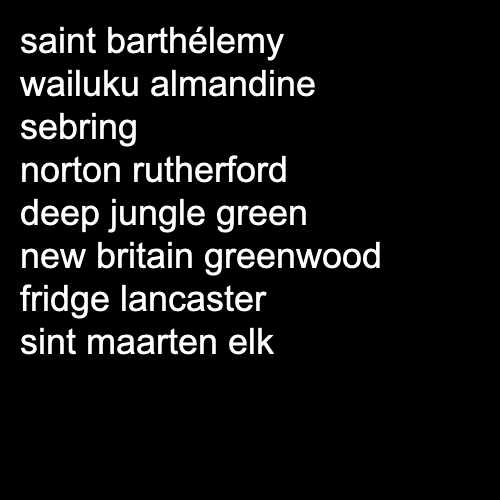 saint barthélemy
wailuku almandine
sebring
norton rutherford
deep jungle green
new britain greenwood
fridge lancaster
sint maarten elk